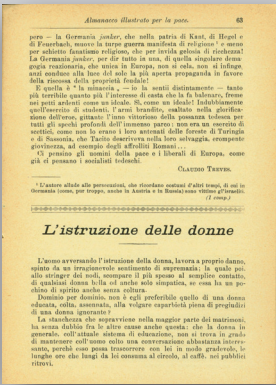 Almanacco illustrato per la pace. 63
pero — la Germania junker, che nella patria di Kant, di Hegel e
di Feuerbach, muove la turpe guerra manifesta di religione ¹ e meno
per schietto fanatismo religioso, che per invida gelosia di ricchezza!
La Germania junker, per dir tutto in una, di quella singolare dema-
gogia reazionaria, che unica in Europa, non si cela, non si infinge,
anzi conduce alla luce del sole la più aperta propaganda in favore
della riscossa della proprietà feudale!
E quella è "la minaccia, — io la sentii distintamente — tanto
più terribile quanto più l'interesse di casta che la fa balenare, freme
nei petti ardenti come un ideale. Sì, come un ideale! Indubbiamente
quell'esercito di studenti, l'armi brandite, esaltato nella glorifica-
zione dell'orse, gittante l'inno vittorioso della possanza tedesca per
tutti gli spechi profondi dell'immenso parco: non era un esercito di
scettici, come non lo erano i loro antenati delle foreste di Turingia
e di Sassonia, che Tacito descriveva nella loro selvaggia, crompente
giovinezza, ad esempio degli affralliti Romani...
Ci pensino gli uomini della pace e i liberali di Europa, come
già ci pensano i socialisti tedeschi.
CLAUDIO TREVES.
¹ L'autore allude alle persecuzioni, che ricordano costumi d'altri tempi, di cui in
Germania (come, pur troppo, anche in Austria e in Russia) sono vittime gl'israeliti.
L'istruzione delle donne
L'uomo avversando l'istruzione della donna, lavora a proprio danno,
spinto da un irragionevole sentimento di supremazia; la quale poi
allo stringer dei nodi, scompare il più spesso al semplice contatto,
di qualsiasi donna bella od anche solo simpatica, se essa ha un po-
chino di spirito anche senza coltura.
Dominio per dominio, non è egli preferibile quello di una donna
educata, colta, assennata, alla volgare caparbietà piena di pregiudizi
di una donna ignorante?
La stanchezza che sopravviene nella maggior parte dei matrimoni,
ha senza dubbio fra le altre cause anche questa: che la donna in
generale, coll'attuale sistema di educazione, non si trova in grado
di mantenere coll'uomo colto una conversazione abbastanza interes-
sante, perchè esso possa trascorrere con lei in modo gradevole, le
lunghe ore che lungi da lei consuma al circolo, al caffè, nei pubblici
ritrovi.